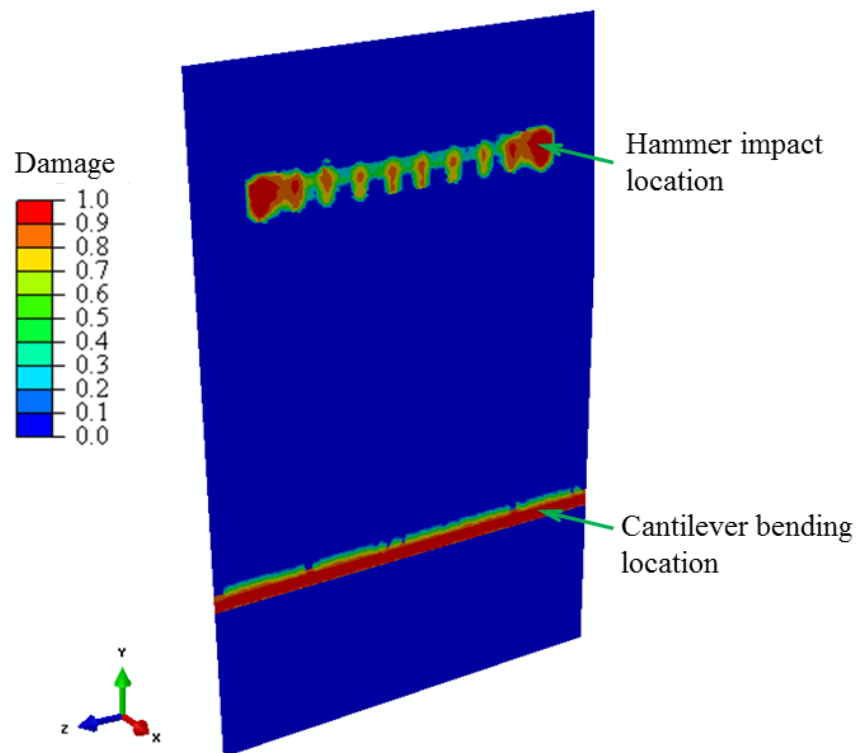 Hammer impact
location
Damage
1.0
0.9
0.8
0.7
0.6
0.5
0.4
0.3
0.2
0.1
0.0
Cantilever bending
location
Y
Z
X